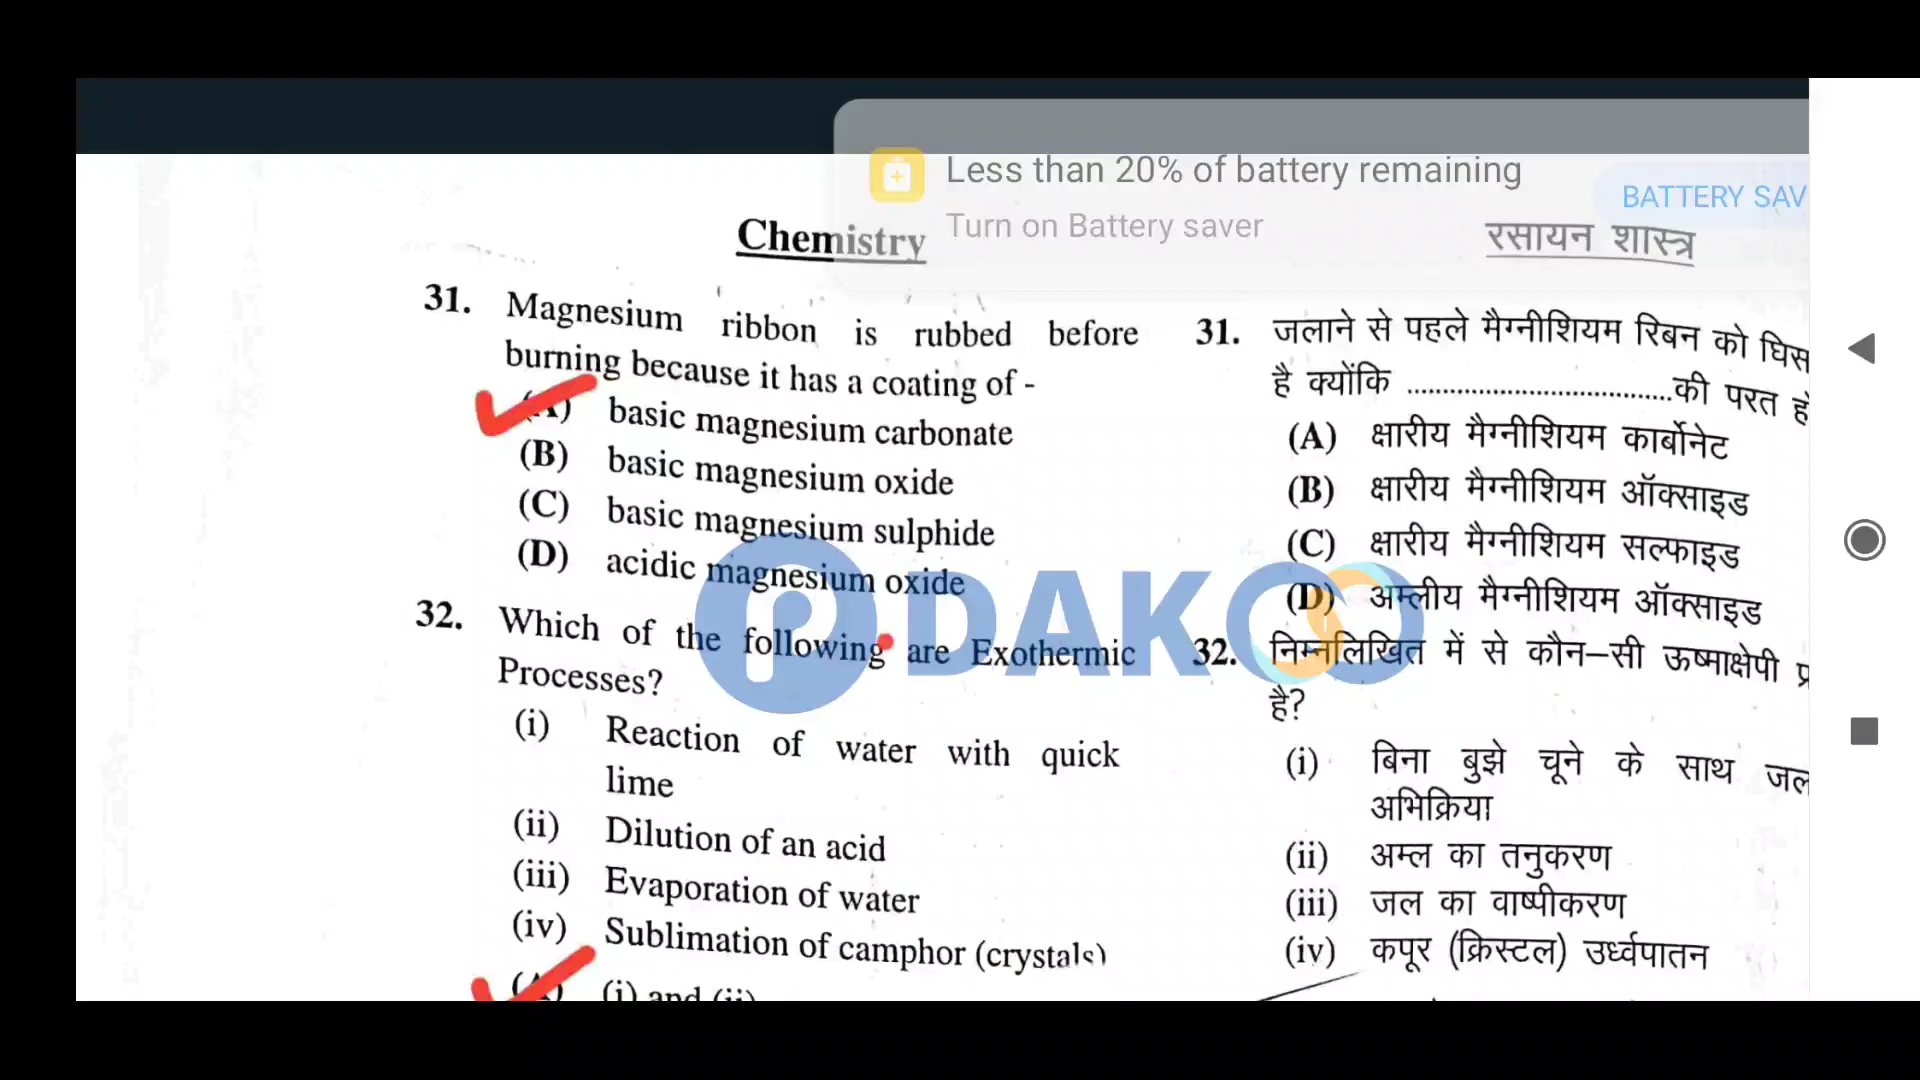 Less than 20% of battery remaining
Turn on Battery saver
BATTERY SAV
Chemistry
31. Magnesium ribbon is rubbed before
burning because it has a coating of -
(A) basic magnesium carbonate
(B) basic magnesium oxide
(C) basic magnesium sulphide
(D) acidic magnesium oxide
32. Which of the following are Exothermic
Processes?
(i) Reaction of water with quick
lime
(ii) Dilution of an acid
(iii) Evaporation of water
(iv) Sublimation of camphor (crystals)
(A) (i) and (ii)
रसायन शास्त्र
31. जलाने से पहले मैग्नीशियम रिबन को घिस
है क्योंकि ....................................की परत हो
(A) क्षारीय मैग्नीशियम कार्बोनेट
(B) क्षारीय मैग्नीशियम ऑक्साइड
(C) क्षारीय मैग्नीशियम सल्फाइड
(D) अम्लीय मैग्नीशियम ऑक्साइड
32. निम्नलिखित में से कौन–सी ऊष्माक्षेपी प्र
है?
(i) बिना बुझे चूने के साथ जल
अभिक्रिया
(ii) अम्ल का तनुकरण
(iii) जल का वाष्पीकरण
(iv) कपूर (क्रिस्टल) उर्ध्वपातन
PDAKOO